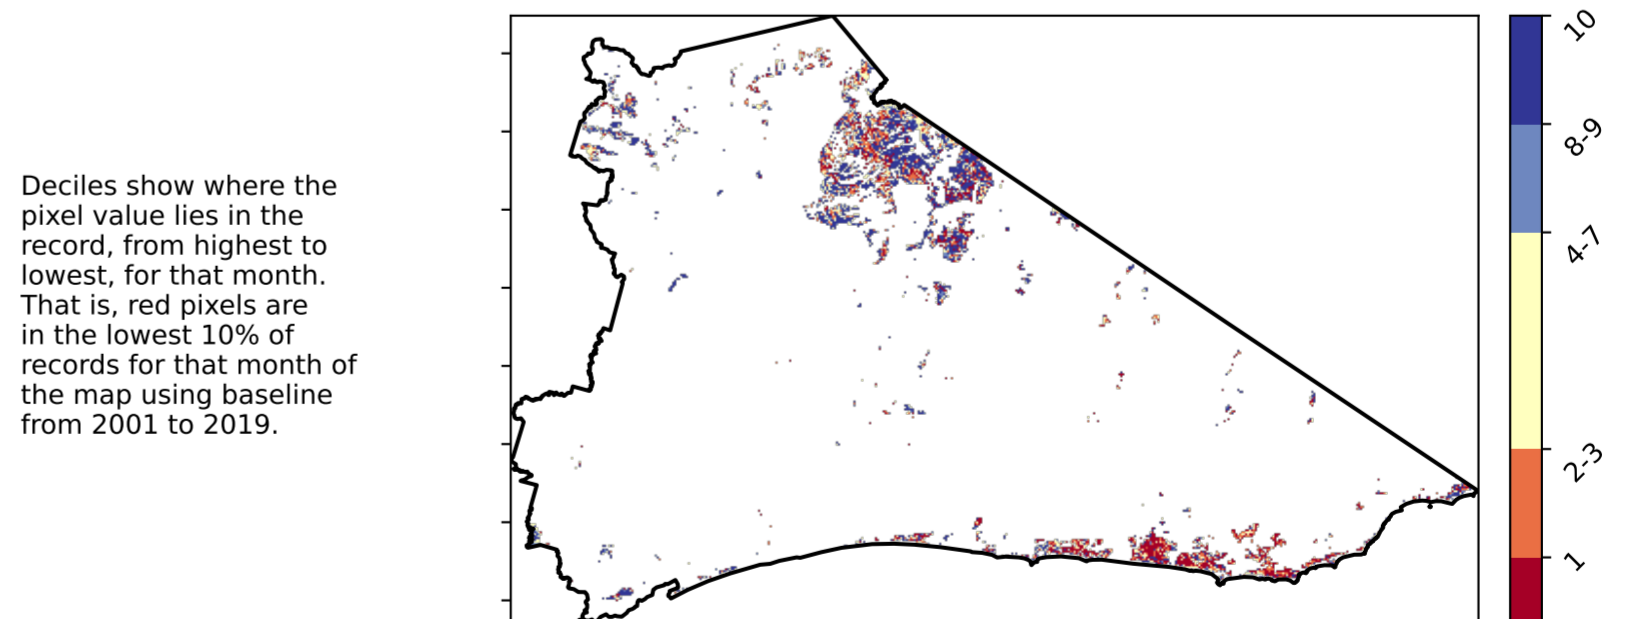 Deciles show where the
pixel value lies in the
record, from highest to
lowest, for that month.
That is, red pixels are
in the lowest 10% of
records for that month of
the map using baseline
from 2001 to 2019.
10
8-9
4-7
2-3
1